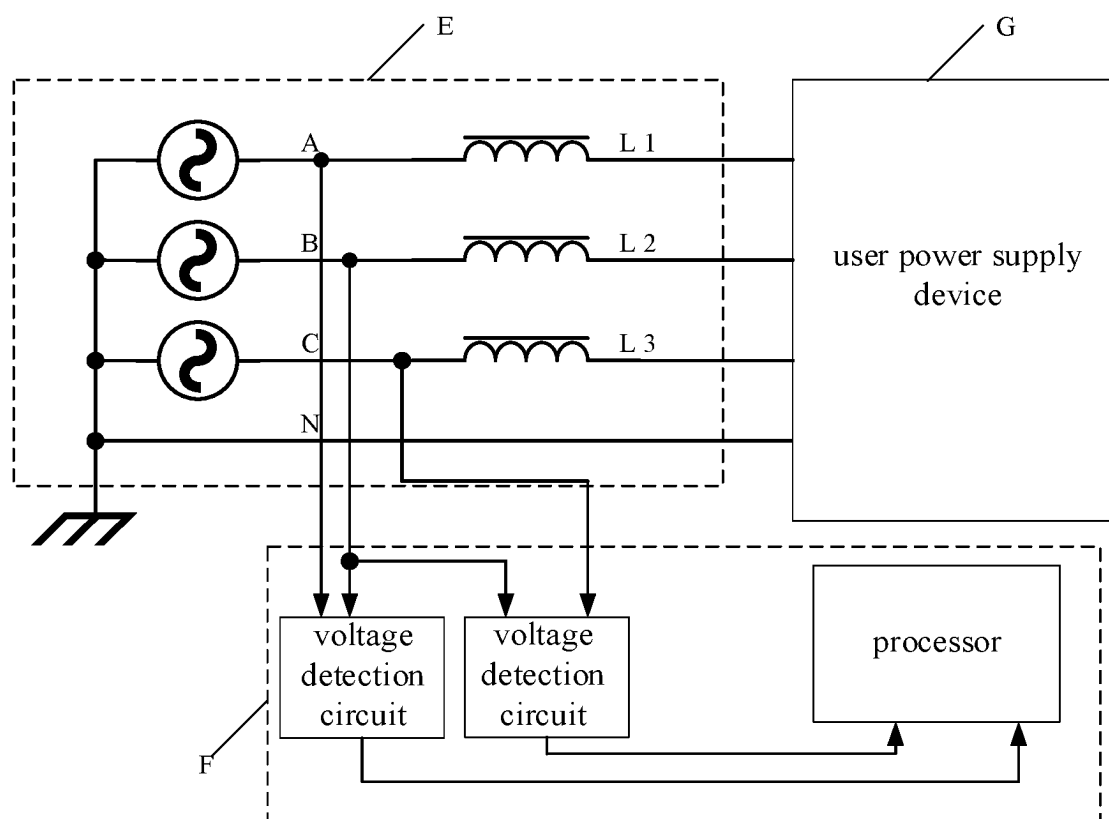 E
G
A
L 1
B
L 2
user power supply
device
C
L 3
N
voltage
detection
circuit
voltage
detection
circuit
processor
F